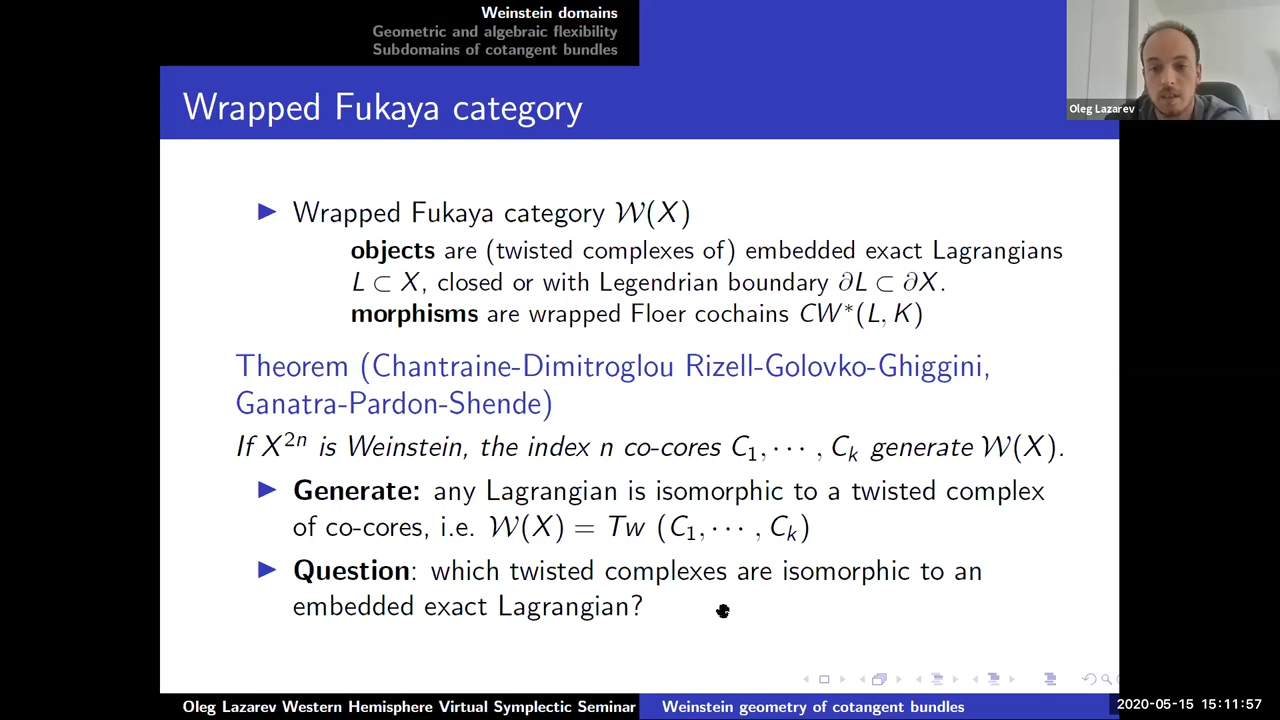 Weinstein domains
Geometric and algebraic flexibility
Subdomains of cotangent bundles
Oleg Lazarev
Wrapped Fukaya category
▶ Wrapped Fukaya category 𝒲(X)
objects are (twisted complexes of) embedded exact Lagrangians
L ⊂ X, closed or with Legendrian boundary ∂L ⊂ ∂X.
morphisms are wrapped Floer cochains CW*(L, K)
Theorem (Chantraine-Dimitroglou Rizell-Golovko-Ghiggini,
Ganatra-Pardon-Shende)
If X²ⁿ is Weinstein, the index n co-cores C₁, ⋯ , Cₖ generate 𝒲(X).
▶ Generate: any Lagrangian is isomorphic to a twisted complex
of co-cores, i.e. 𝒲(X) = Tw (C₁, ⋯ , Cₖ)
▶ Question: which twisted complexes are isomorphic to an
embedded exact Lagrangian?
Oleg Lazarev Western Hemisphere Virtual Symplectic Seminar
Weinstein geometry of cotangent bundles
2020-05-15 15:11:57